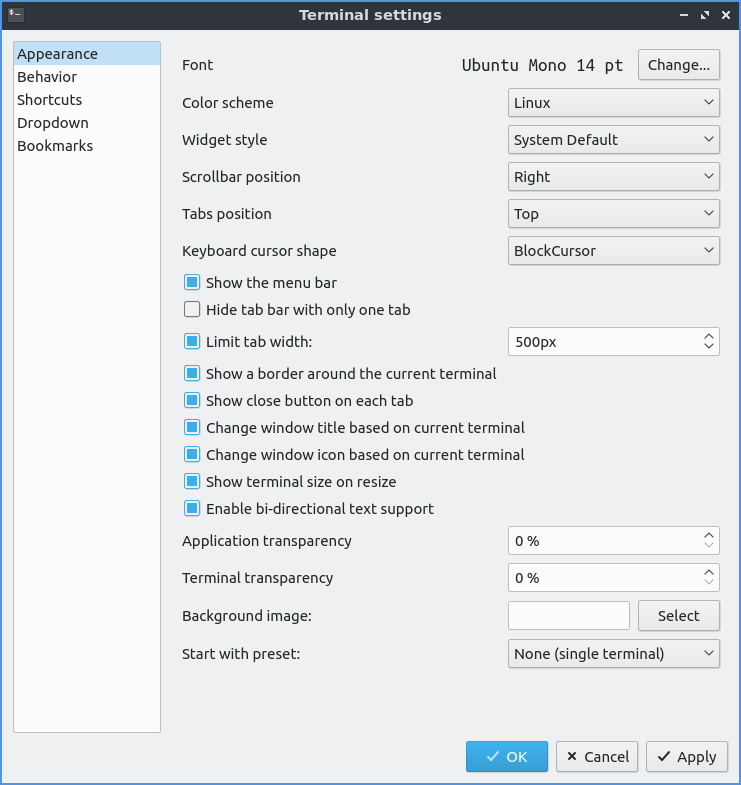 Terminal settings
Appearance
Behavior
Shortcuts
Dropdown
Bookmarks
Font Ubuntu Mono 14 pt Change...
Color scheme Linux
Widget style System Default
Scrollbar position Right
Tabs position Top
Keyboard cursor shape BlockCursor
Show the menu bar
Hide tab bar with only one tab
Limit tab width: 500px
Show a border around the current terminal
Show close button on each tab
Change window title based on current terminal
Change window icon based on current terminal
Show terminal size on resize
Enable bi-directional text support
Application transparency 0 %
Terminal transparency 0 %
Background image: Select
Start with preset: None (single terminal)
OK Cancel Apply